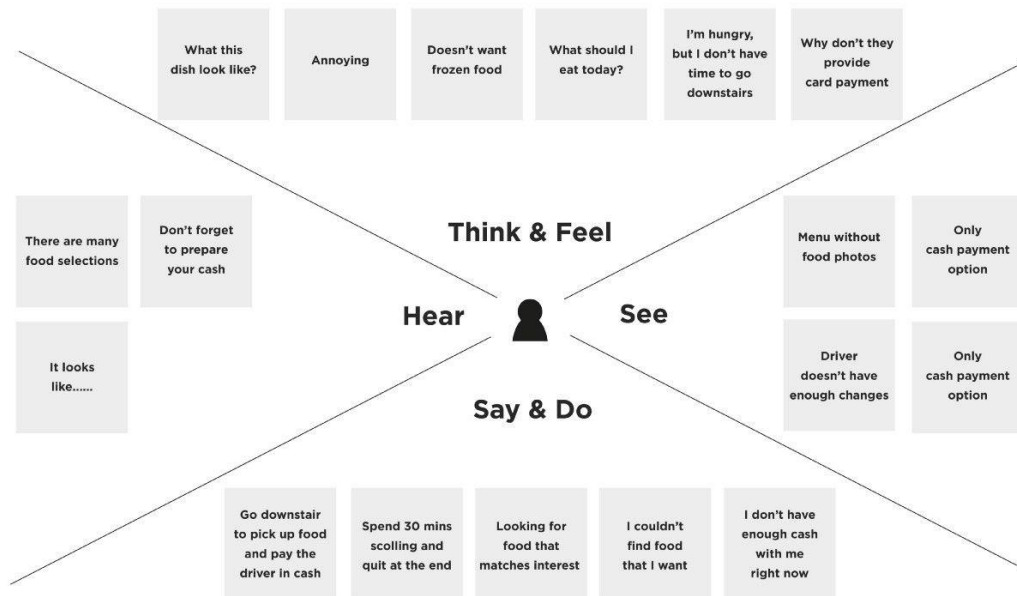 What this
dish look like?
Annoying
Doesn't want
frozen food
What should I
eat today?
I'm hungry,
but I don't have
time to go
downstairs
Why don't they
provide
card payment
Think & Feel
There are many
food selections
Don't forget
to prepare
your cash
It looks
like......
Hear
See
Menu without
food photos
Only
cash payment
option
Driver
doesn't have
enough changes
Only
cash payment
option
Say & Do
Go downstair
to pick up food
and pay the
driver in cash
Spend 30 mins
scolling and
quit at the end
Looking for
food that
matches interest
I couldn't
find food
that I want
I don't have
enough cash
with me
right now